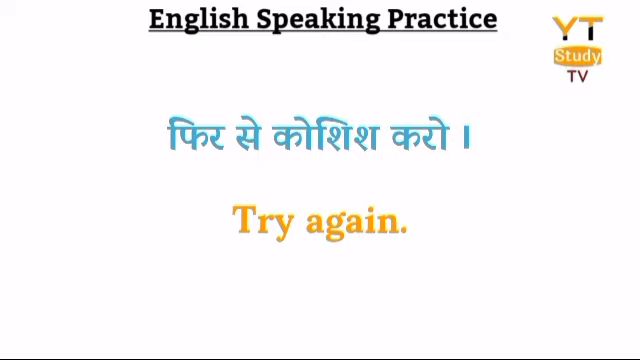 English Speaking Practice
YT
Study
TV
फिर से कोशिश करो ।
Try again.